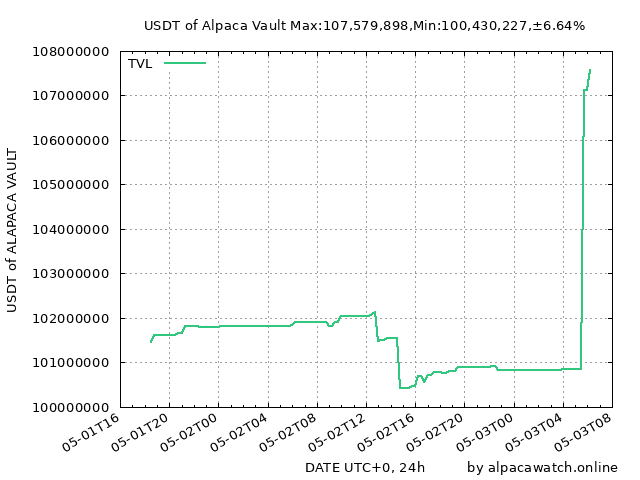 USDT of Alpaca Vault Max:107,579,898,Min:100,430,227,±6.64%
108000000
TVL
107000000
106000000
105000000
104000000
103000000
102000000
101000000
100000000
USDT of ALAPACA VAULT
05-01T16
05-01T20
05-02T00
05-02T04
05-02T08
05-02T12
05-02T16
05-02T20
05-03T00
05-03T04
05-03T08
DATE UTC+0, 24h
by alpacawatch.online